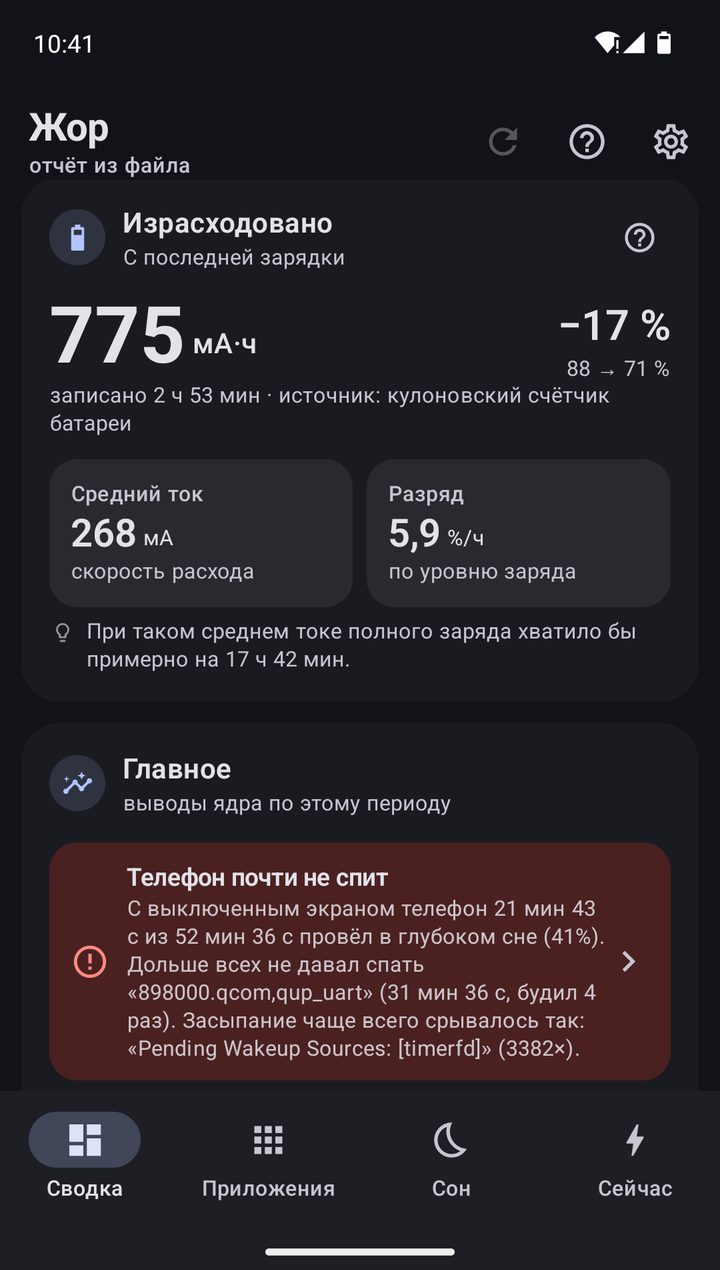 10:41
Жор
отчёт из файла
Израсходовано
С последней зарядки
775 мА·ч
−17 %
88 → 71 %
записано 2 ч 53 мин · источник: кулоновский счётчик
батареи
Средний ток
268 мА
скорость расхода
Разряд
5,9 %/ч
по уровню заряда
При таком среднем токе полного заряда хватило бы
примерно на 17 ч 42 мин.
Главное
выводы ядра по этому периоду
Телефон почти не спит
С выключенным экраном телефон 21 мин 43
с из 52 мин 36 с провёл в глубоком сне (41%).
Дольше всех не давал спать
«898000.qcom,qup_uart» (31 мин 36 с, будил 4
раз). Засыпание чаще всего срывалось так:
«Pending Wakeup Sources: [timerfd]» (3382×).
Сводка
Приложения
Сон
Сейчас